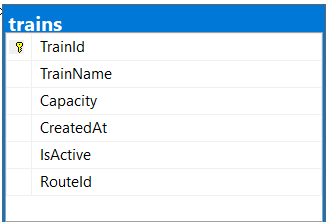 trains
TrainId
TrainName
Capacity
CreatedAt
IsActive
RouteId